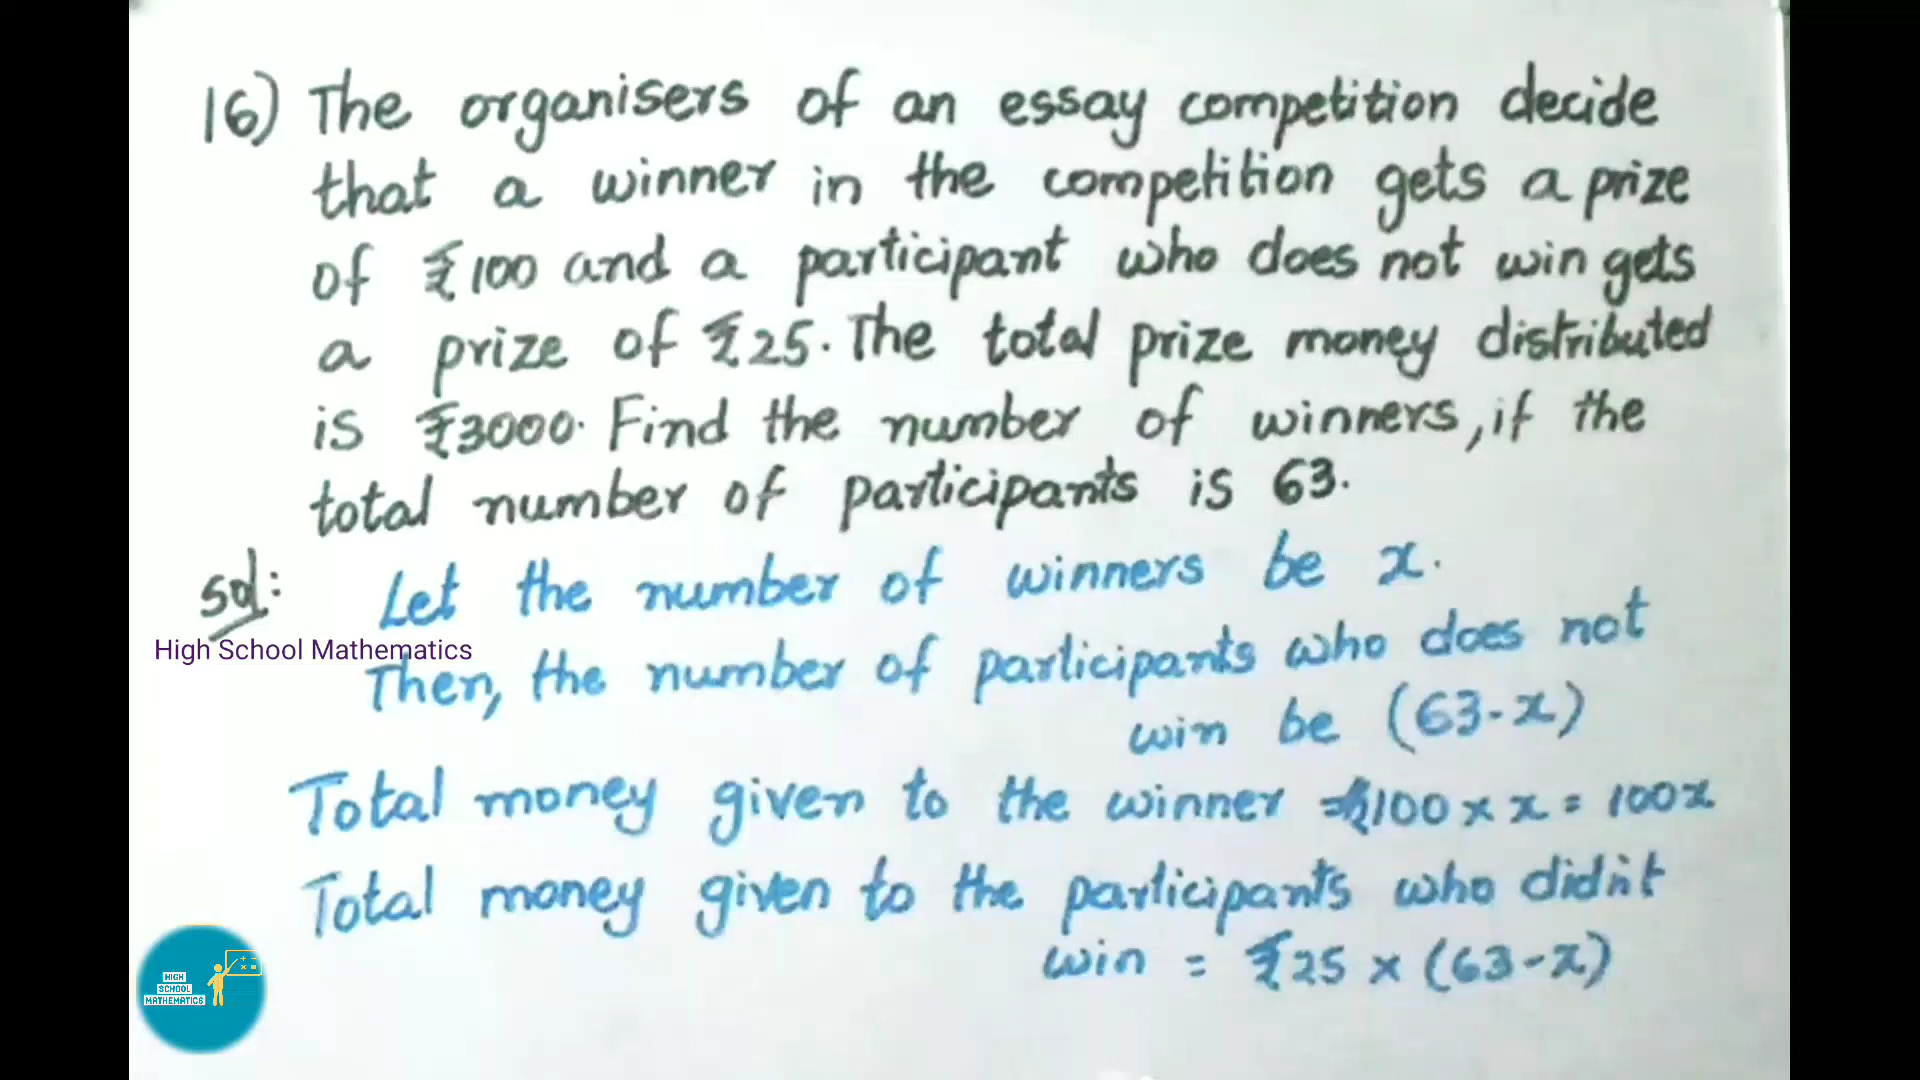 16) The organisers of an essay competition decide
that a winner in the competition gets a prize
of ₹100 and a participant who does not win gets
a prize of ₹25. The total prize money distributed
is ₹3000. Find the number of winners, if the
total number of participants is 63.
Sol: Let the number of winners be x.
High School Mathematics
Then, the number of participants who does not
win be (63-x)
Total money given to the winner = ₹100 × x = 100x
Total money given to the participants who didn't
win = ₹25 × (63-x)
HIGH
SCHOOL
MATHEMATICS